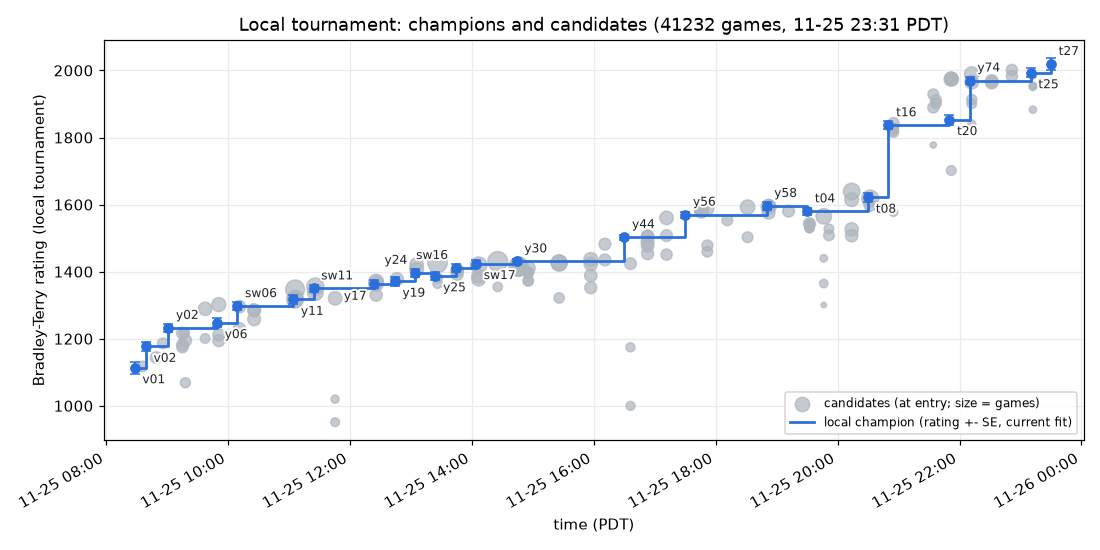 Local tournament: champions and candidates (41232 games, 11-25 23:31 PDT)
Bradley-Terry rating (local tournament)
2000
1800
1600
1400
1200
1000
v01
v02
y02
y06
sw06
y11
sw11
y17
y24
y19
sw16
y25
sw17
y30
y44
y56
y58
t04
t08
t16
t20
y74
t25
t27
candidates (at entry; size = games)
local champion (rating +- SE, current fit)
11-25 08:00
11-25 10:00
11-25 12:00
11-25 14:00
11-25 16:00
11-25 18:00
11-25 20:00
11-25 22:00
11-26 00:00
time (PDT)